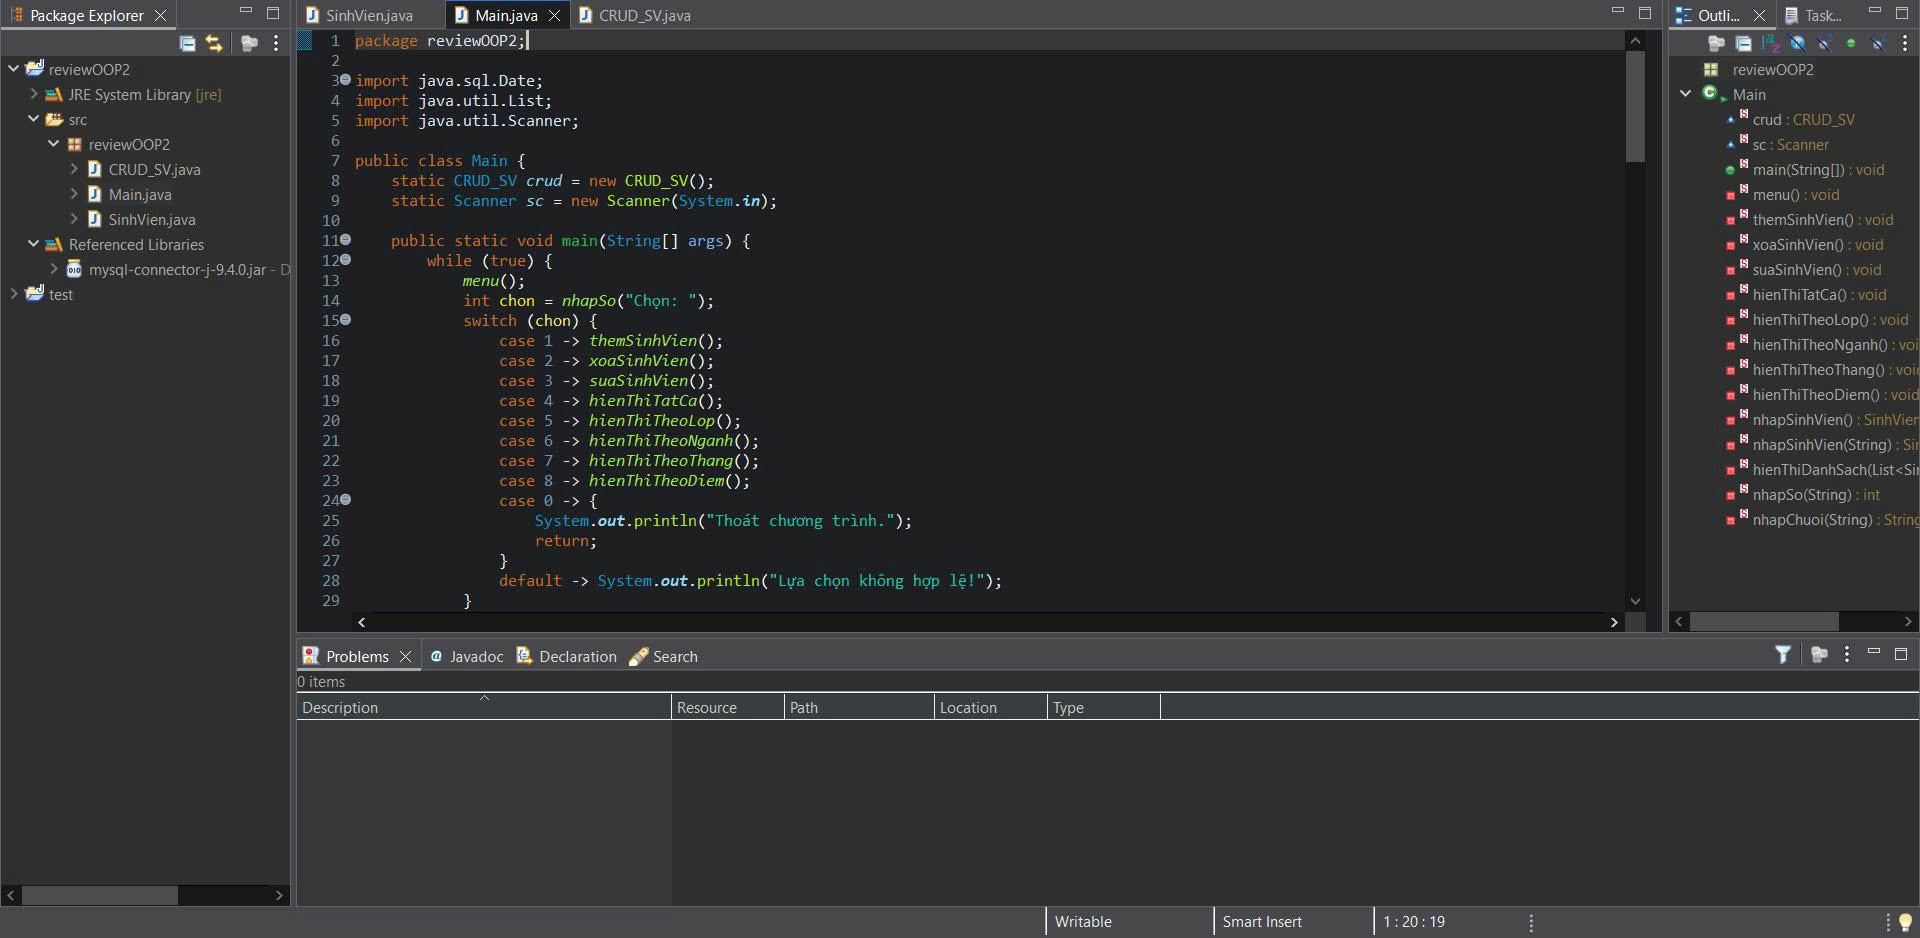 Package Explorer
reviewOOP2
JRE System Library [jre]
src
reviewOOP2
CRUD_SV.java
Main.java
SinhVien.java
Referenced Libraries
mysql-connector-j-9.4.0.jar - D
test
SinhVien.java
Main.java
CRUD_SV.java
1 package reviewOOP2;
2
3 import java.sql.Date;
4 import java.util.List;
5 import java.util.Scanner;
6
7 public class Main {
8 static CRUD_SV crud = new CRUD_SV();
9 static Scanner sc = new Scanner(System.in);
10
11 public static void main(String[] args) {
12 while (true) {
13 menu();
14 int chon = nhapSo("Chọn: ");
15 switch (chon) {
16 case 1 -> themSinhVien();
17 case 2 -> xoaSinhVien();
18 case 3 -> suaSinhVien();
19 case 4 -> hienThiTatCa();
20 case 5 -> hienThiTheoLop();
21 case 6 -> hienThiTheoNganh();
22 case 7 -> hienThiTheoThang();
23 case 8 -> hienThiTheoDiem();
24 case 0 -> {
25 System.out.println("Thoát chương trình.");
26 return;
27 }
28 default -> System.out.println("Lựa chọn không hợp lệ!");
29 }
Outli...
Task...
reviewOOP2
Main
crud : CRUD_SV
sc : Scanner
main(String[]) : void
menu() : void
themSinhVien() : void
xoaSinhVien() : void
suaSinhVien() : void
hienThiTatCa() : void
hienThiTheoLop() : void
hienThiTheoNganh() : voi
hienThiTheoThang() : voi
hienThiTheoDiem() : void
nhapSinhVien() : SinhVien
nhapSinhVien(String) : Si
hienThiDanhSach(List<Si
nhapSo(String) : int
nhapChuoi(String) : String
Problems
Javadoc
Declaration
Search
0 items
Description
Resource
Path
Location
Type
Writable
Smart Insert
1 : 20 : 19